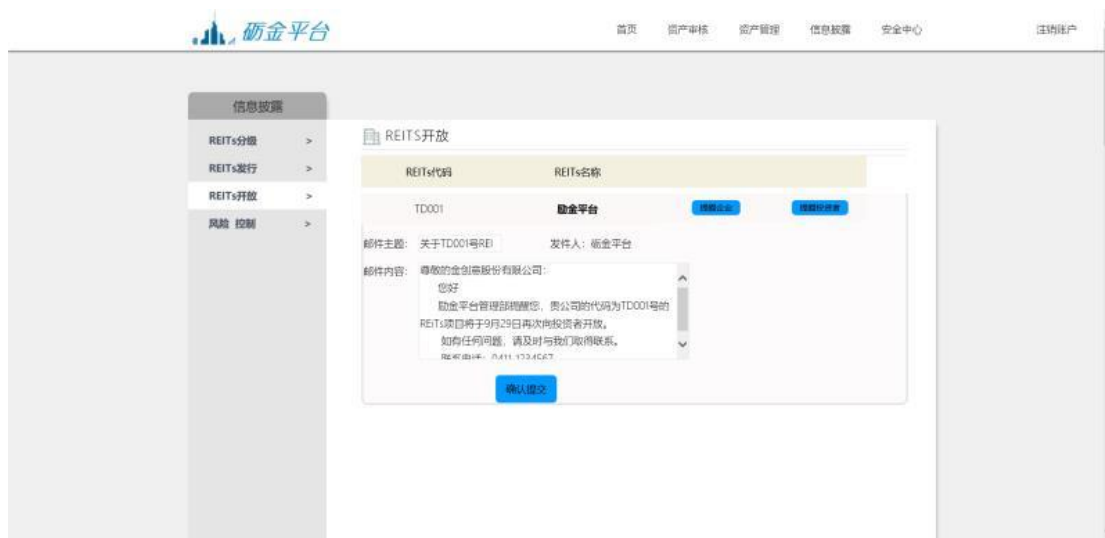 砺金平台
首页 资产审核 资产管理 信息披露 安全中心 注销账户
信息披露
REITs分级 >
REITs发行 >
REITs开放 >
风险 控制 >
REITS开放
REITs代码 REITs名称
TD001 励金平台 提醒企业 提醒投资者
邮件主题: 关于TD001号REI 发件人: 砺金平台
邮件内容: 尊敬的金创意股份有限公司:
您好
励金平台管理部提醒您，贵公司的代码为TD001号的
REITs项目将于9月29日再次向投资者开放。
如有任何问题，请及时与我们取得联系。
联系电话: 0411-1234567
确认提交